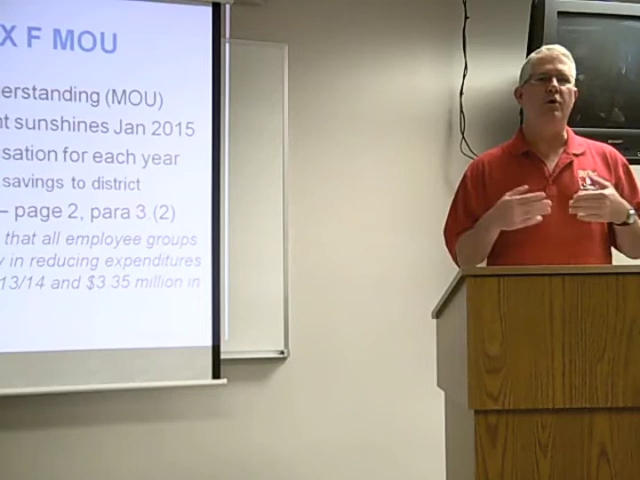 X F MOU
erstanding (MOU)
nt sunshines Jan 2015
sation for each year
savings to district
– page 2, para 3.(2)
that all employee groups
y in reducing expenditures
13/14 and $3.35 million in